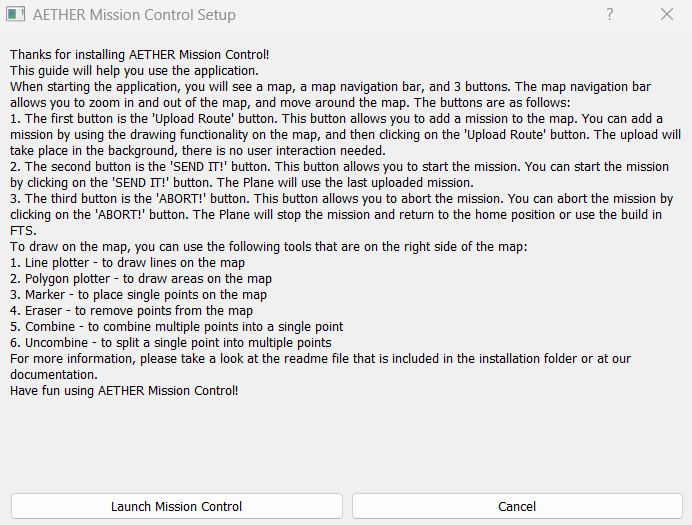 AETHER Mission Control Setup
Thanks for installing AETHER Mission Control!
This guide will help you use the application.
When starting the application, you will see a map, a map navigation bar, and 3 buttons. The map navigation bar
allows you to zoom in and out of the map, and move around the map. The buttons are as follows:
1. The first button is the 'Upload Route' button. This button allows you to add a mission to the map. You can add a
mission by using the drawing functionality on the map, and then clicking on the 'Upload Route' button. The upload will
take place in the background, there is no user interaction needed.
2. The second button is the 'SEND IT!' button. This button allows you to start the mission. You can start the mission
by clicking on the 'SEND IT!' button. The Plane will use the last uploaded mission.
3. The third button is the 'ABORT!' button. This button allows you to abort the mission. You can abort the mission by
clicking on the 'ABORT!' button. The Plane will stop the mission and return to the home position or use the build in
FTS.
To draw on the map, you can use the following tools that are on the right side of the map:
1. Line plotter - to draw lines on the map
2. Polygon plotter - to draw areas on the map
3. Marker - to place single points on the map
4. Eraser - to remove points from the map
5. Combine - to combine multiple points into a single point
6. Uncombine - to split a single point into multiple points
For more information, please take a look at the readme file that is included in the installation folder or at our
documentation.
Have fun using AETHER Mission Control!
Launch Mission Control
Cancel